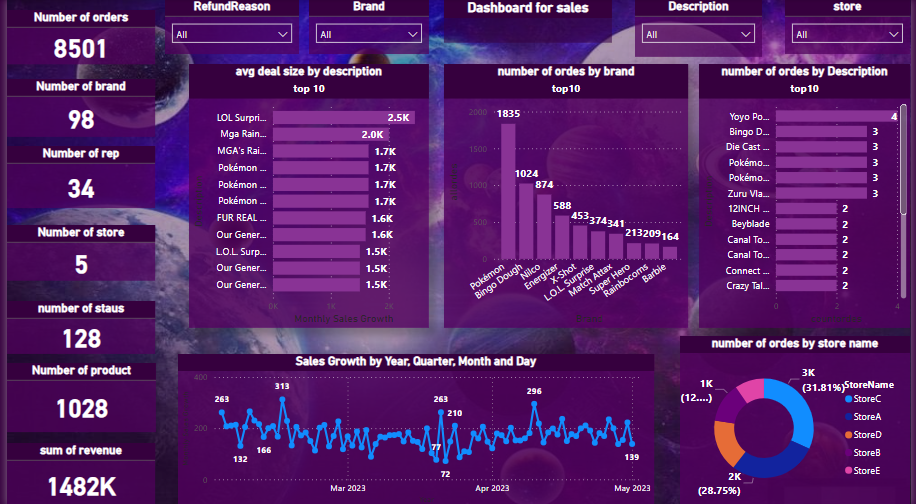 Number of orders
8501
Number of brand
98
Number of rep
34
Number of store
5
number of staus
128
Number of product
1028
sum of revenue
1482K
RefundReason
All
Brand
All
Dashboard for sales
Description
All
store
All
avg deal size by description
top 10
LOL Surpri... 2.5K
Mga Rain... 2.0K
MGA's Rai... 1.7K
Pokémon ... 1.7K
Pokémon ... 1.7K
Pokémon ... 1.7K
FUR REAL ... 1.6K
Our Gener... 1.6K
L.O.L. Surp... 1.5K
Our Gener... 1.5K
Our Gener... 1.5K
0K 1K 2K
Monthly Sales Growth
number of ordes by brand
top10
2000
1500
1000
500
0
1835 1024 874 588 453 374 341 213 209 164
Pokémon Bingo Dough Nilco Energizer X-Shot L.O.L. Surprise Match Attax Super Hero Rainbocorns Barbie
number of ordes by Description
top10
Yoyo Po... 4
Bingo D... 3
Die Cast ... 3
Pokémo... 3
Pokémo... 3
Zuru Vla... 3
12INCH ... 2
Beyblade 2
Canal To... 2
Canal To... 2
Connect ... 2
Crazy Tal... 2
0 2 4
Sales Growth by Year, Quarter, Month and Day
400
200
0
263 132 166 313 77 263 72 210 296 139
Mar 2023 Apr 2023 May 2023
number of ordes by store name
3K
(31.81%)
1K
(12....)
2K
(28.75%)
StoreName
StoreC
StoreA
StoreD
StoreB
StoreE